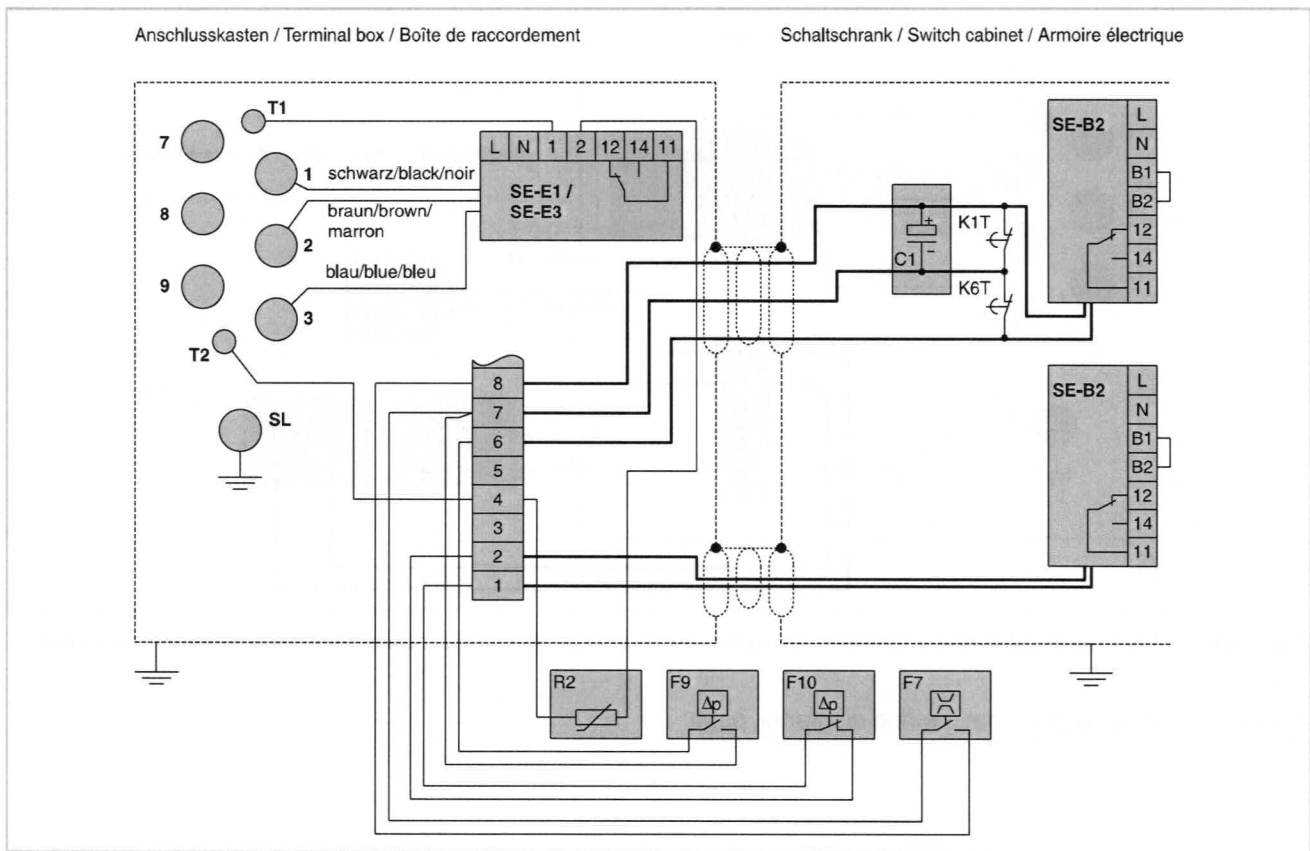 Anschlusskasten / Terminal box / Boîte de raccordement
Schaltschrank / Switch cabinet / Armoire électrique
T1
7
1 schwarz/black/noir
8
braun/brown/
marron
2
9
blau/blue/bleu
3
T2
SL
L N 1 2 12 14 11
SE-E1 /
SE-E3
8
7
6
5
4
3
2
1
+
-
C1
K1T
K6T
SE-B2
L
N
B1
B2
12
14
11
SE-B2
L
N
B1
B2
12
14
11
R2
F9
Δp
F10
Δp
F7